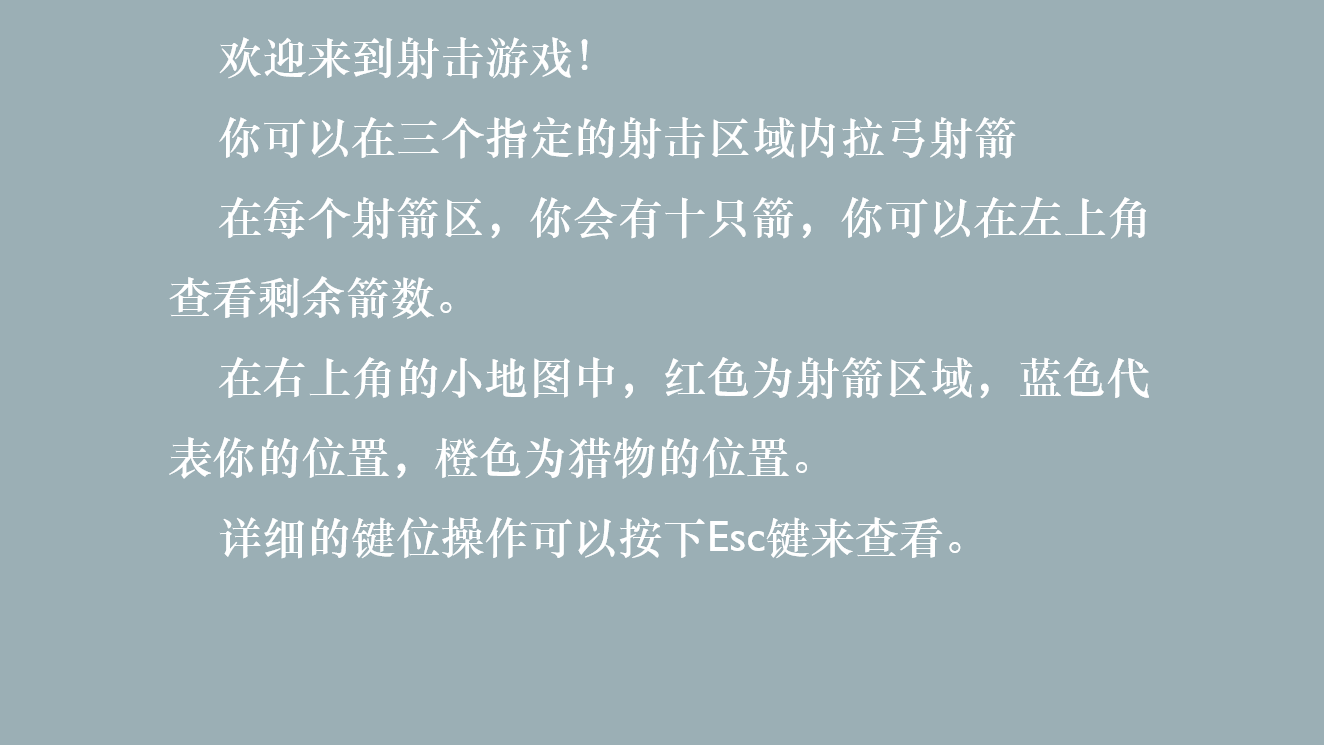 欢迎来到射击游戏！
你可以在三个指定的射击区域内拉弓射箭
在每个射箭区，你会有十只箭，你可以在左上角
查看剩余箭数。
在右上角的小地图中，红色为射箭区域，蓝色代
表你的位置，橙色为猎物的位置。
详细的键位操作可以按下Esc键来查看。